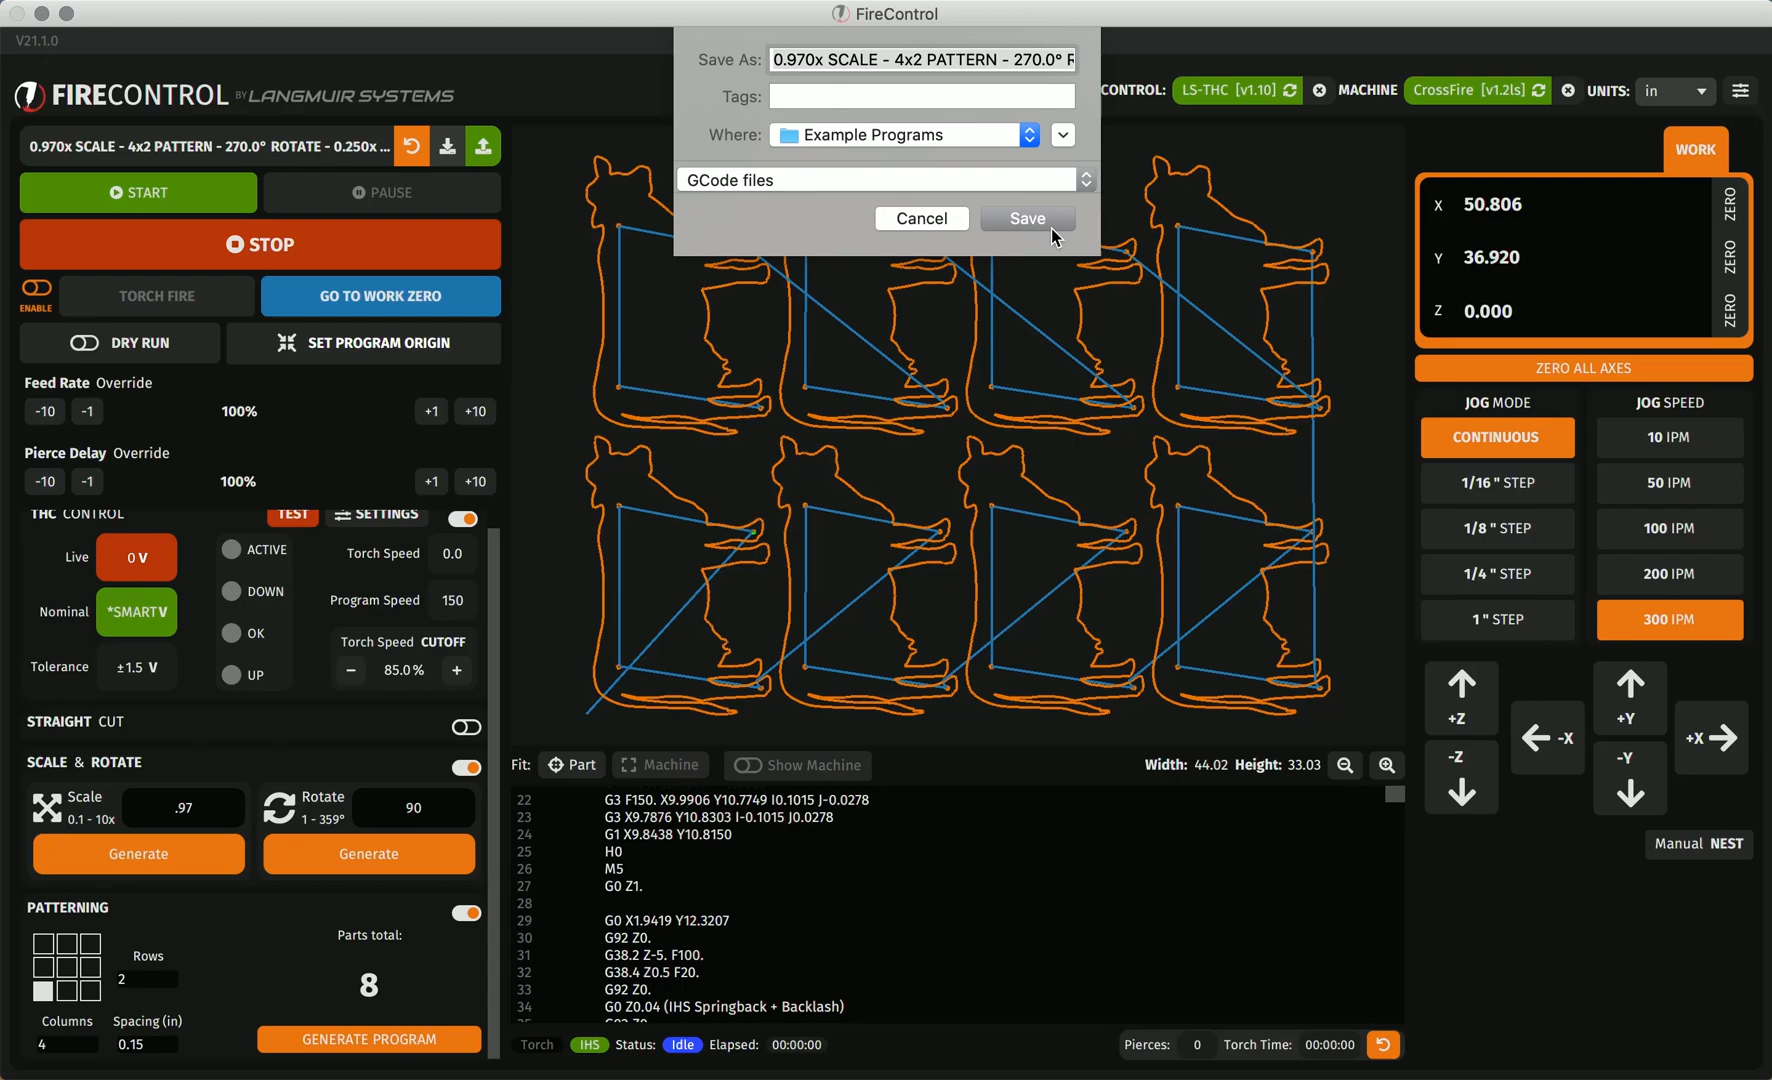 FireControl
V21.1.0
Save As: 0.970x SCALE - 4x2 PATTERN - 270.0° R
Tags:
Where: Example Programs
GCode files
Cancel Save
FIRECONTROL BY LANGMUIR SYSTEMS
CONTROL: LS-THC [v1.10] MACHINE CrossFire [v1.2ls] UNITS: in
0.970x SCALE - 4x2 PATTERN - 270.0° ROTATE - 0.250x ...
START PAUSE
STOP
ENABLE TORCH FIRE GO TO WORK ZERO
DRY RUN SET PROGRAM ORIGIN
Feed Rate Override
-10 -1 100% +1 +10
Pierce Delay Override
-10 -1 100% +1 +10
THC CONTROL TEST SETTINGS
Live 0 V ACTIVE Torch Speed 0.0
DOWN
Nominal *SMART V Program Speed 150
OK Torch Speed CUTOFF
Tolerance ±1.5 V UP - 85.0% +
STRAIGHT CUT
SCALE & ROTATE
Scale 0.1 - 10x .97 Rotate 1 - 359° 90
Generate Generate
PATTERNING
Parts total:
Rows
2 8
Columns Spacing (in)
4 0.15 GENERATE PROGRAM
WORK
X 50.806 ZERO
Y 36.920 ZERO
Z 0.000 ZERO
ZERO ALL AXES
JOG MODE JOG SPEED
CONTINUOUS 10 IPM
1/16 " STEP 50 IPM
1/8 " STEP 100 IPM
1/4 " STEP 200 IPM
1 " STEP 300 IPM
+Z +Y
-X +X
-Z -Y
Manual NEST
Fit: Part Machine Show Machine Width: 44.02 Height: 33.03
22 G3 F150. X9.9906 Y10.7749 I0.1015 J-0.0278
23 G3 X9.7876 Y10.8303 I-0.1015 J0.0278
24 G1 X9.8438 Y10.8150
25 H0
26 M5
27 G0 Z1.
28
29 G0 X1.9419 Y12.3207
30 G92 Z0.
31 G38.2 Z-5. F100.
32 G38.4 Z0.5 F20.
33 G92 Z0.
34 G0 Z0.04 (IHS Springback + Backlash)
35 G92 Z0.
Torch IHS Status: Idle Elapsed: 00:00:00 Pierces: 0 Torch Time: 00:00:00